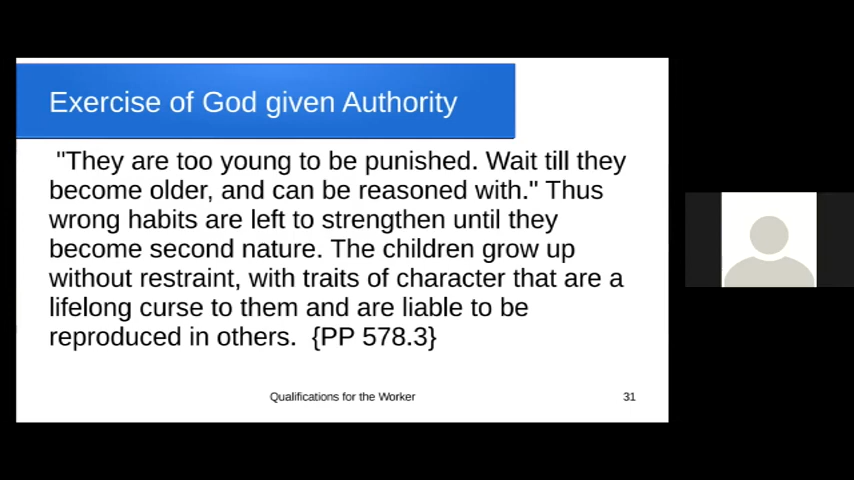 Exercise of God given Authority
"They are too young to be punished. Wait till they
become older, and can be reasoned with." Thus
wrong habits are left to strengthen until they
become second nature. The children grow up
without restraint, with traits of character that are a
lifelong curse to them and are liable to be
reproduced in others.  {PP 578.3}
Qualifications for the Worker
31